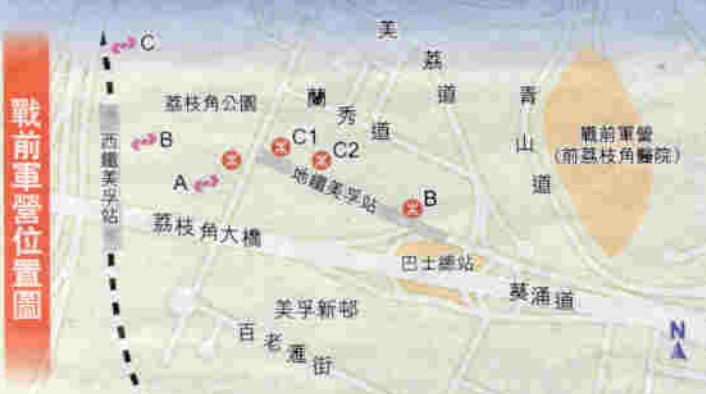 戰前軍營位置圖
C
荔枝角公園
B
西鐵美孚站
A
C1
C2
B
地鐵美孚站
蘭秀道
美荔道
青山道
戰前軍營
(前荔枝角醫院)
荔枝角大橋
巴士總站
葵涌道
美孚新邨
百老滙街
N